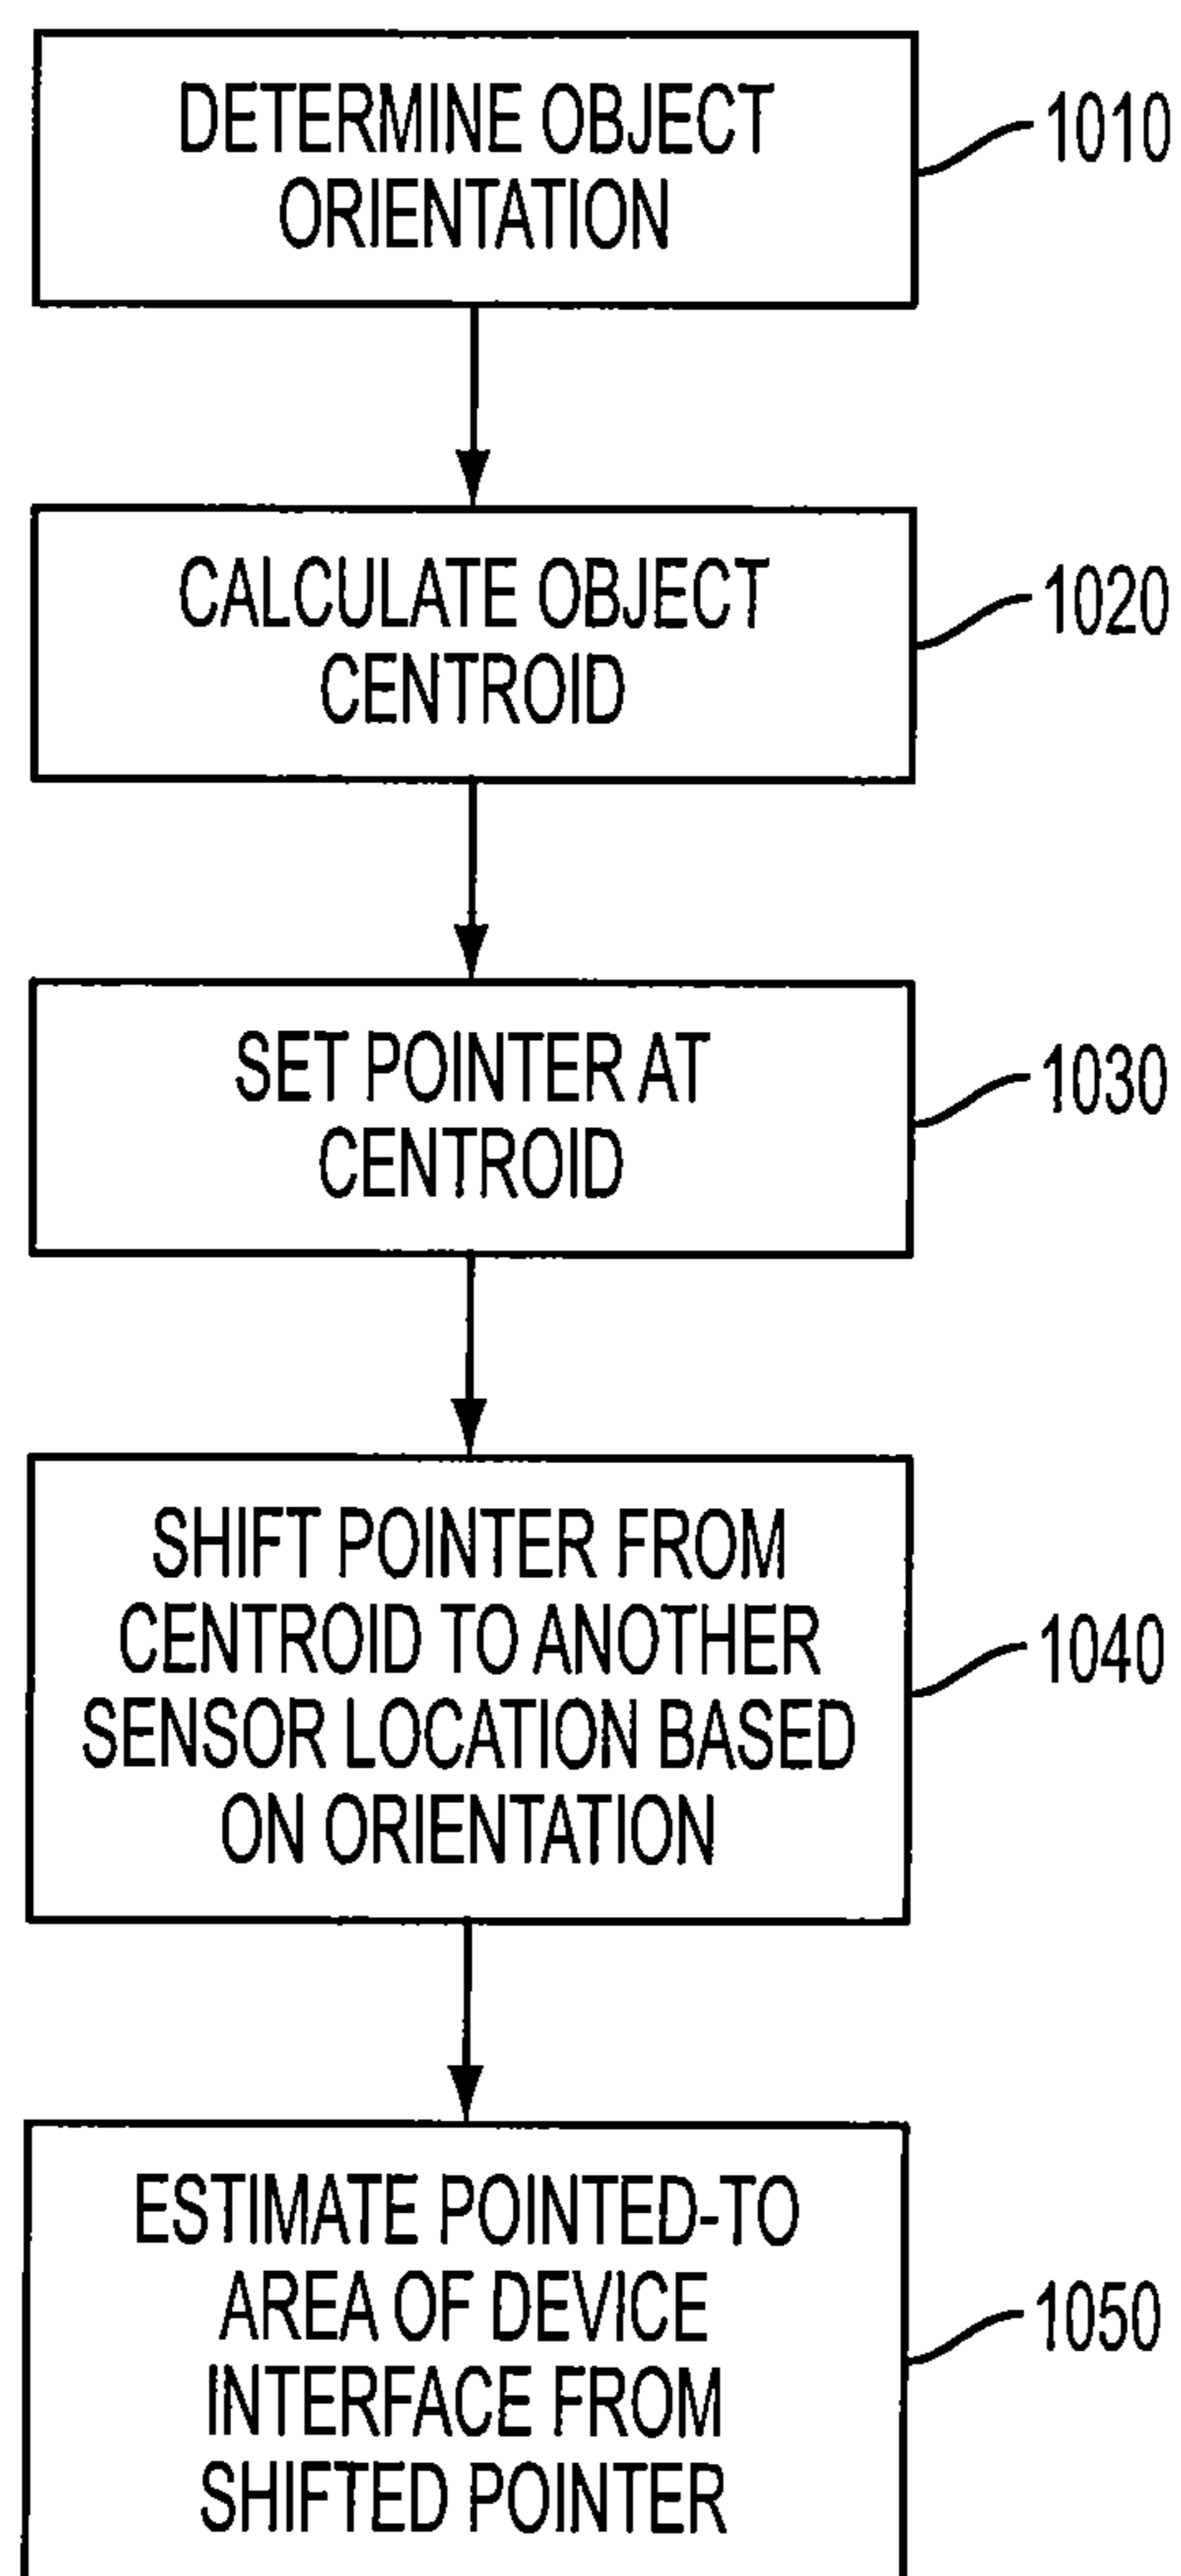 DETERMINE OBJECT
ORIENTATION
1010
CALCULATE OBJECT
CENTROID
1020
SET POINTER AT
CENTROID
1030
SHIFT POINTER FROM
CENTROID TO ANOTHER
SENSOR LOCATION BASED
ON ORIENTATION
1040
ESTIMATE POINTED-TO
AREA OF DEVICE
INTERFACE FROM
SHIFTED POINTER
1050